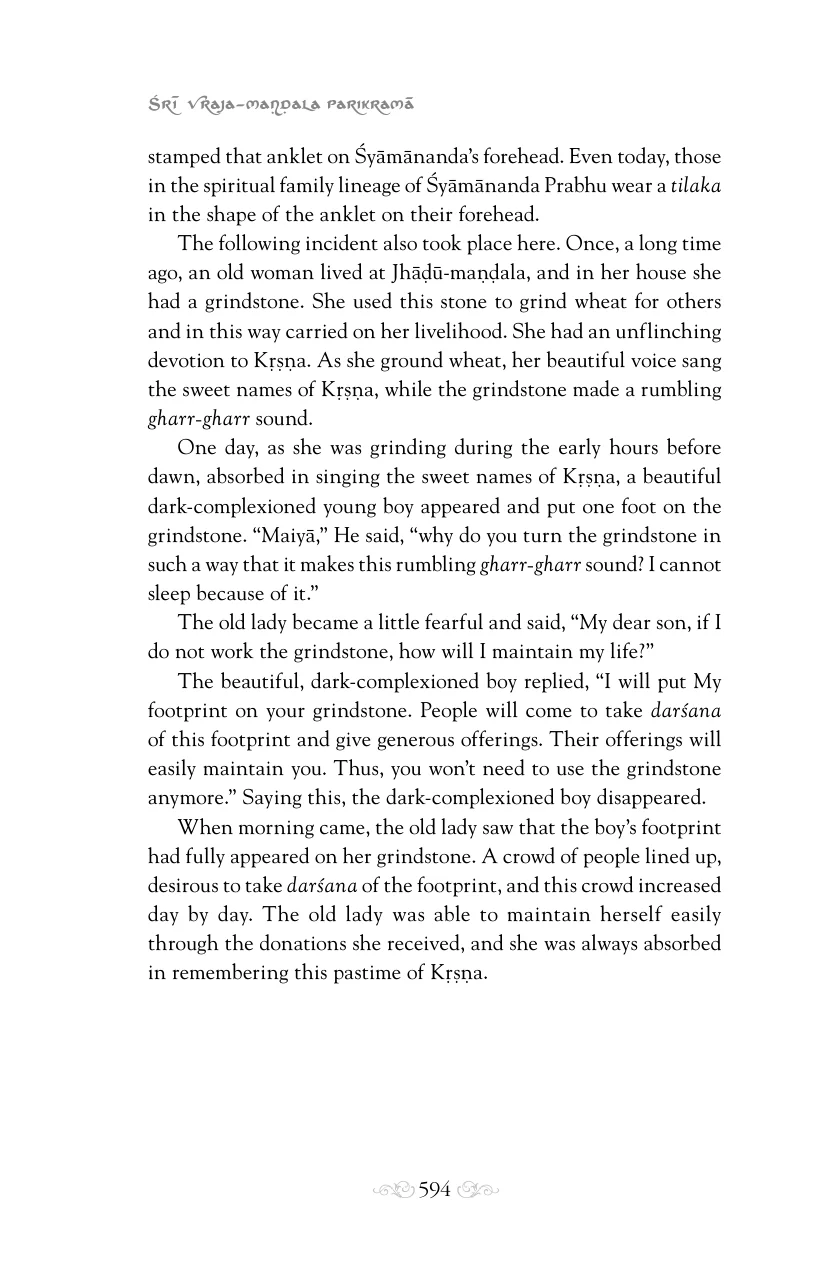 Śrī Vraja-maṇḍala Parikramā
stamped that anklet on Śyāmānanda’s forehead. Even today, those
in the spiritual family lineage of Śyāmānanda Prabhu wear a tilaka
in the shape of the anklet on their forehead.
The following incident also took place here. Once, a long time
ago, an old woman lived at Jhāḍū-maṇḍala, and in her house she
had a grindstone. She used this stone to grind wheat for others
and in this way carried on her livelihood. She had an unflinching
devotion to Kṛṣṇa. As she ground wheat, her beautiful voice sang
the sweet names of Kṛṣṇa, while the grindstone made a rumbling
gharr-gharr sound.
One day, as she was grinding during the early hours before
dawn, absorbed in singing the sweet names of Kṛṣṇa, a beautiful
dark-complexioned young boy appeared and put one foot on the
grindstone. “Maiyā,” He said, “why do you turn the grindstone in
such a way that it makes this rumbling gharr-gharr sound? I cannot
sleep because of it.”
The old lady became a little fearful and said, “My dear son, if I
do not work the grindstone, how will I maintain my life?”
The beautiful, dark-complexioned boy replied, “I will put My
footprint on your grindstone. People will come to take darśana
of this footprint and give generous offerings. Their offerings will
easily maintain you. Thus, you won’t need to use the grindstone
anymore.” Saying this, the dark-complexioned boy disappeared.
When morning came, the old lady saw that the boy’s footprint
had fully appeared on her grindstone. A crowd of people lined up,
desirous to take darśana of the footprint, and this crowd increased
day by day. The old lady was able to maintain herself easily
through the donations she received, and she was always absorbed
in remembering this pastime of Kṛṣṇa.
594